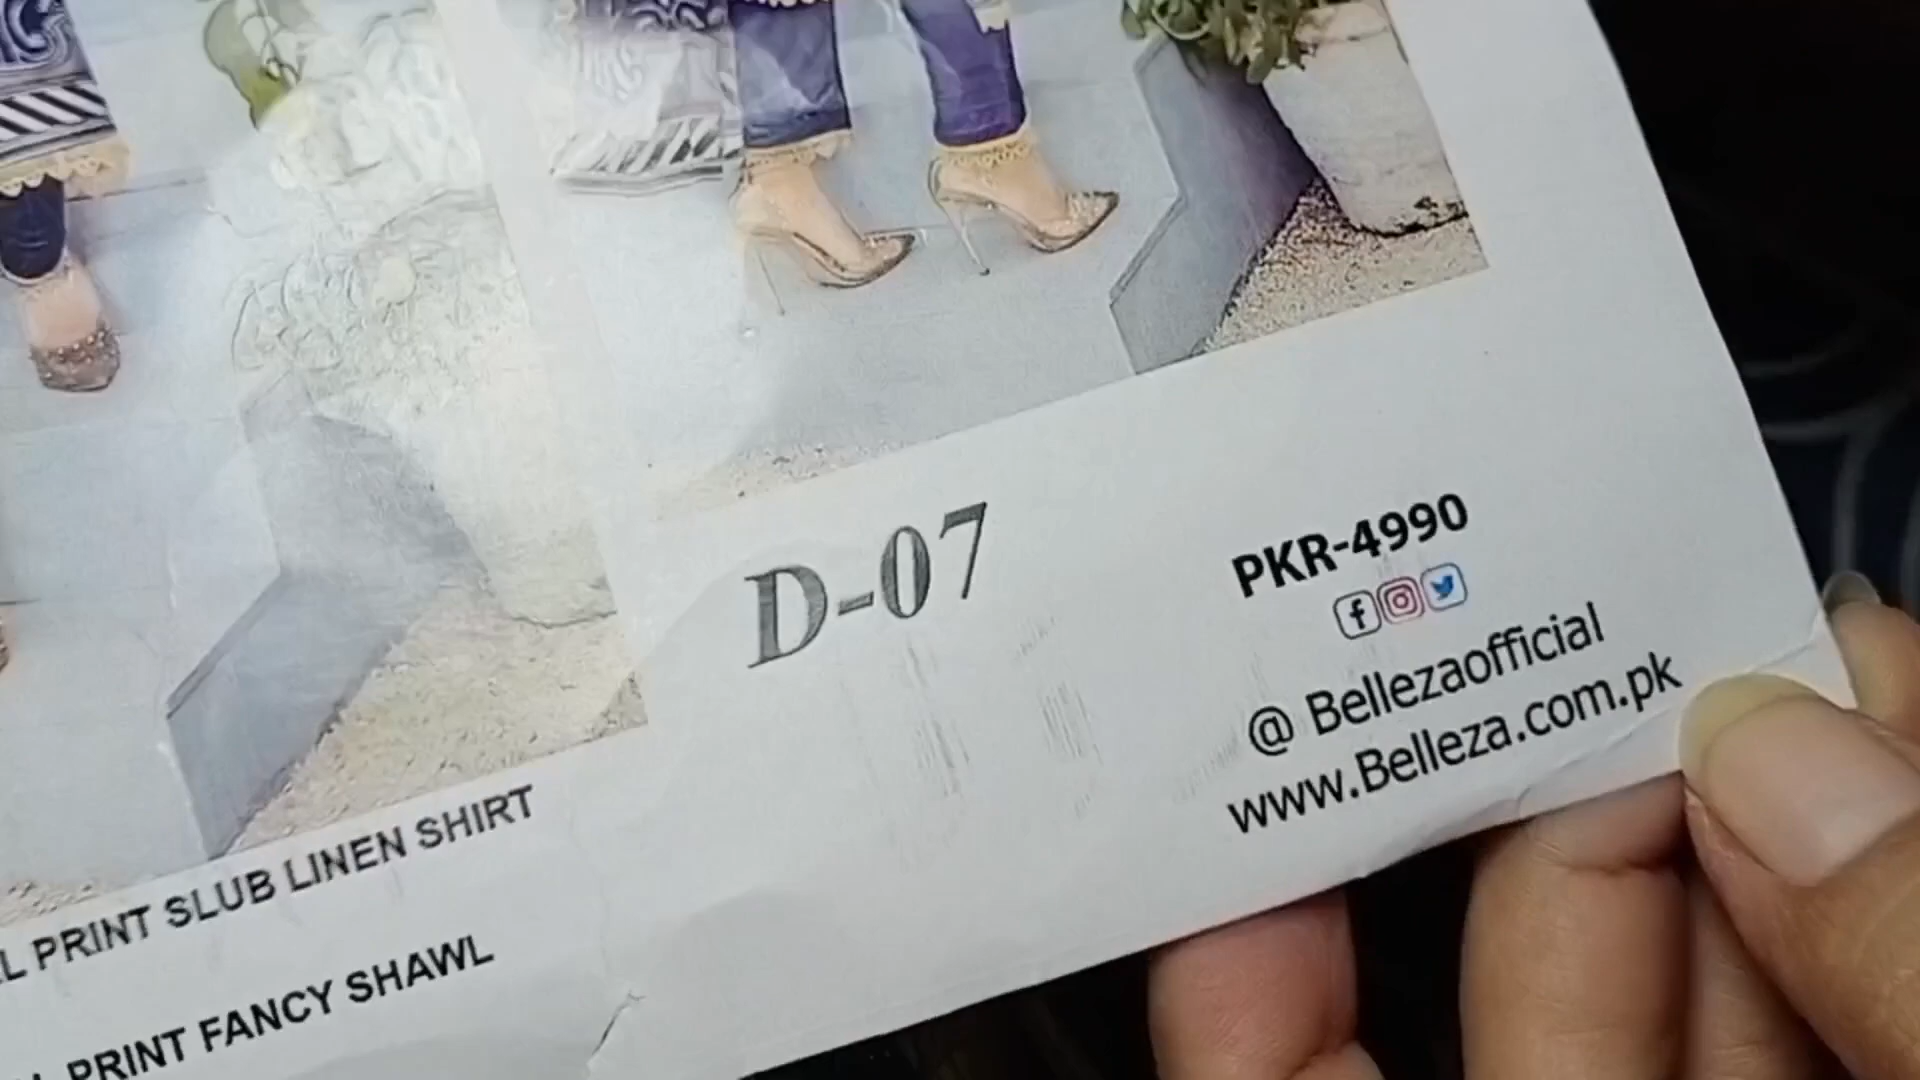 D-07
PKR-4990
@ Bellezaofficial
www.Belleza.com.pk
PRINT SLUB LINEN SHIRT
PRINT FANCY SHAWL